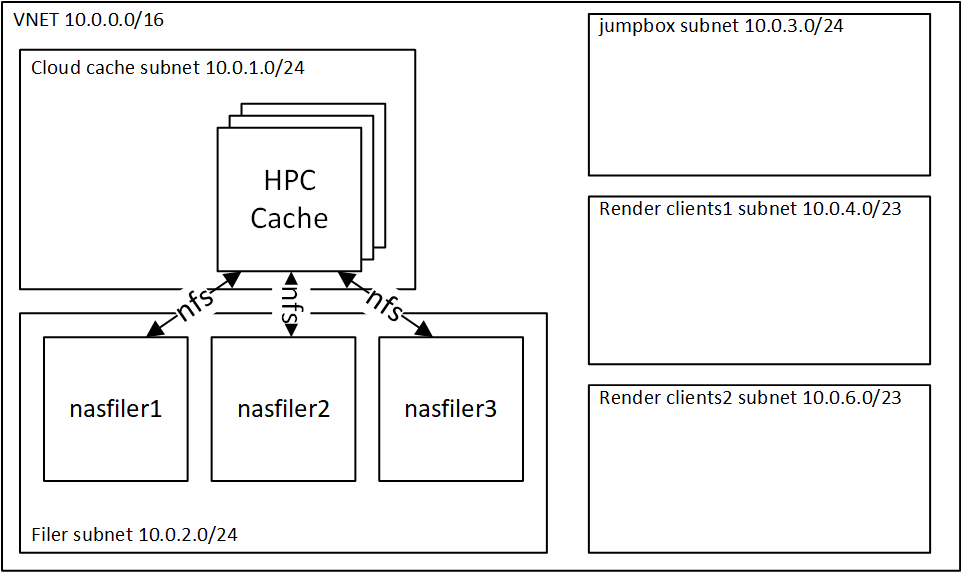 VNET 10.0.0.0/16
Cloud cache subnet 10.0.1.0/24
HPC
Cache
nfs
nfs
nfs
nasfiler1
nasfiler2
nasfiler3
Filer subnet 10.0.2.0/24
jumpbox subnet 10.0.3.0/24
Render clients1 subnet 10.0.4.0/23
Render clients2 subnet 10.0.6.0/23